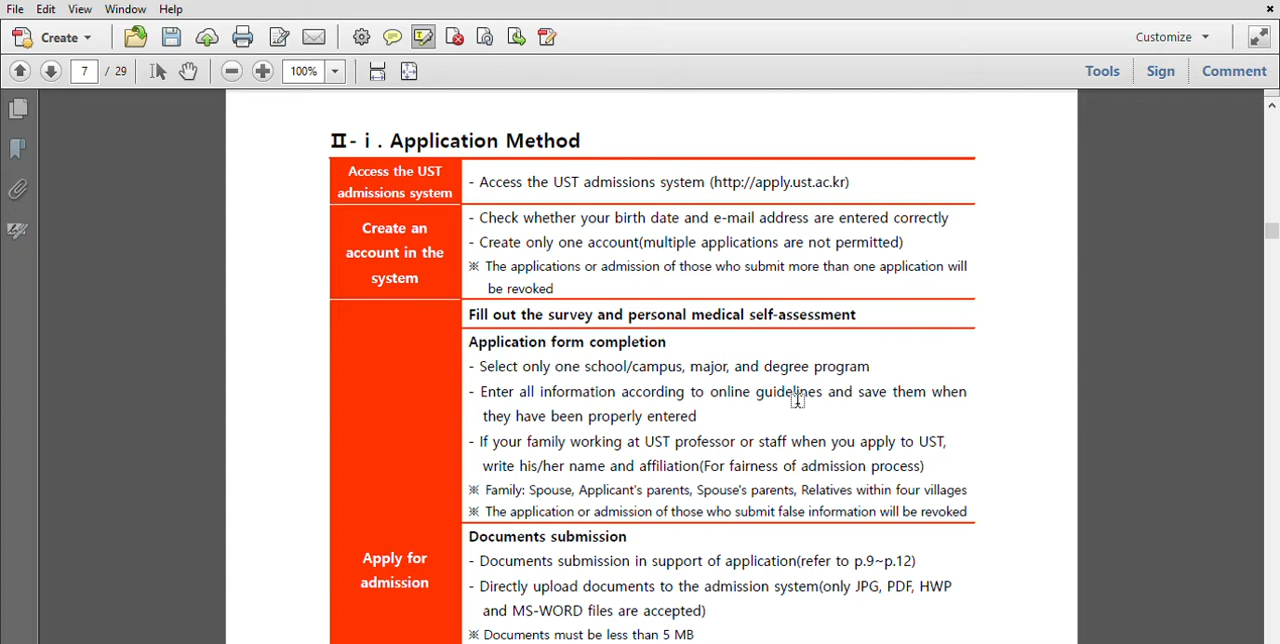 File Edit View Window Help
Create Customize
7 / 29 100% Tools Sign Comment
Ⅱ- ⅰ. Application Method
Access the UST
admissions system
- Access the UST admissions system (http://apply.ust.ac.kr)
Create an
account in the
system
- Check whether your birth date and e-mail address are entered correctly
- Create only one account(multiple applications are not permitted)
※ The applications or admission of those who submit more than one application will
be revoked
Apply for
admission
Fill out the survey and personal medical self-assessment
Application form completion
- Select only one school/campus, major, and degree program
- Enter all information according to online guidelines and save them when
they have been properly entered
- If your family working at UST professor or staff when you apply to UST,
write his/her name and affiliation(For fairness of admission process)
※ Family: Spouse, Applicant's parents, Spouse's parents, Relatives within four villages
※ The application or admission of those who submit false information will be revoked
Documents submission
- Documents submission in support of application(refer to p.9~p.12)
- Directly upload documents to the admission system(only JPG, PDF, HWP
and MS-WORD files are accepted)
※ Documents must be less than 5 MB